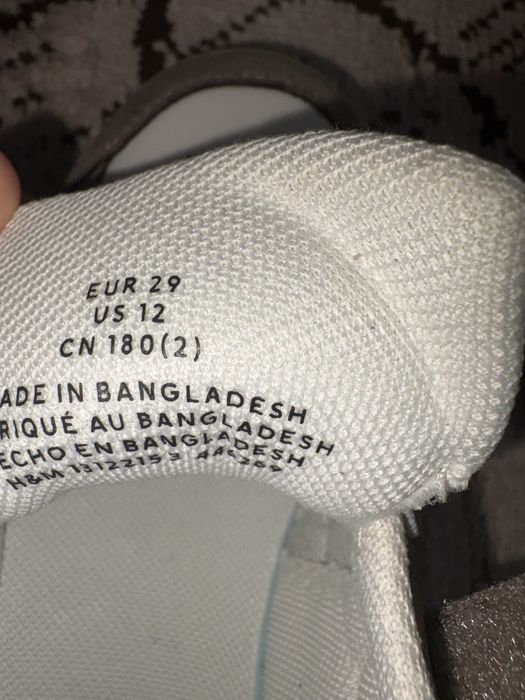 EUR 29
US 12
CN 180(2)
ADE IN BANGLADESH
RIQUÉ AU BANGLADESH
ECHO EN BANGLADESH
H&M